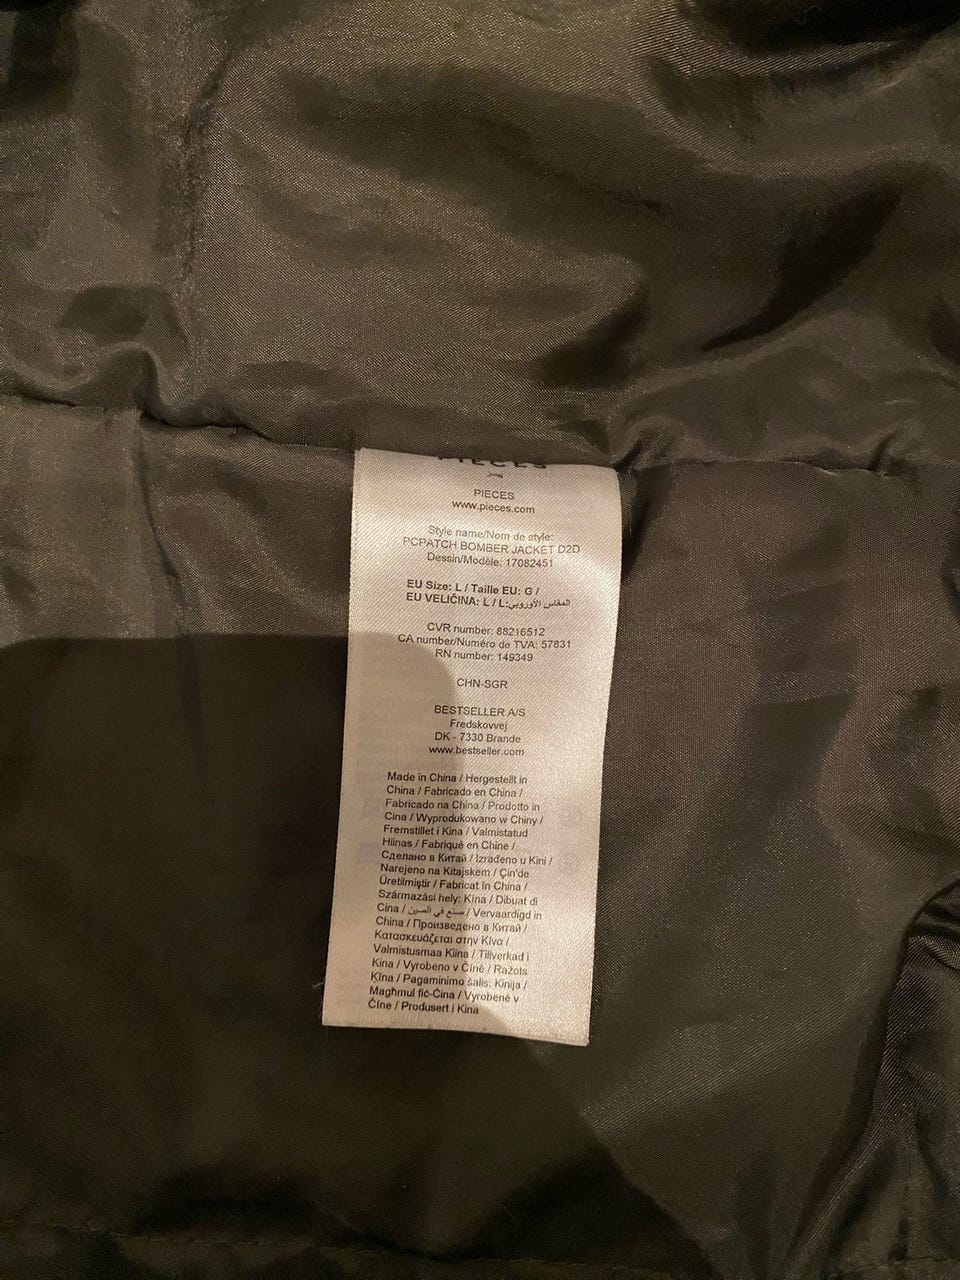 PIECES
PIECES
www.pieces.com
Style name/Nom de style:
PCPATCH BOMBER JACKET D2D
Dessin/Modèle: 17082451
EU Size: L / Taille EU: G /
EU VELIČINA: L / L:المقاس الأوروبي
CVR number: 88216512
CA number/Numéro de TVA: 57831
RN number: 149349
CHN-SGR
BESTSELLER A/S
Fredskovvej
DK - 7330 Brande
www.bestseller.com
Made in China / Hergestellt in
China / Fabricado en China /
Fabricado na China / Prodotto in
Cina / Wyprodukowano w Chiny /
Fremstillet i Kina / Valmistatud
Hiinas / Fabriqué en Chine /
Сделано в Китай / Izrađeno u Kini /
Narejeno na Kitajskem / Çin'de
Üretilmiştir / Fabricat în China /
Származási hely: Kína / Dibuat di
Cina / صنع في الصين / Vervaardigd in
China / Произведено в Китай /
Κατασκευάζεται στην Κίνα /
Valmistusmaa Kiina / Tillverkad i
Kina / Vyrobeno v Číně / Ražots
Ķīna / Pagaminimo šalis: Kinija /
Magħmul fiċ-Ċina / Vyrobené v
Číne / Produsert i Kina